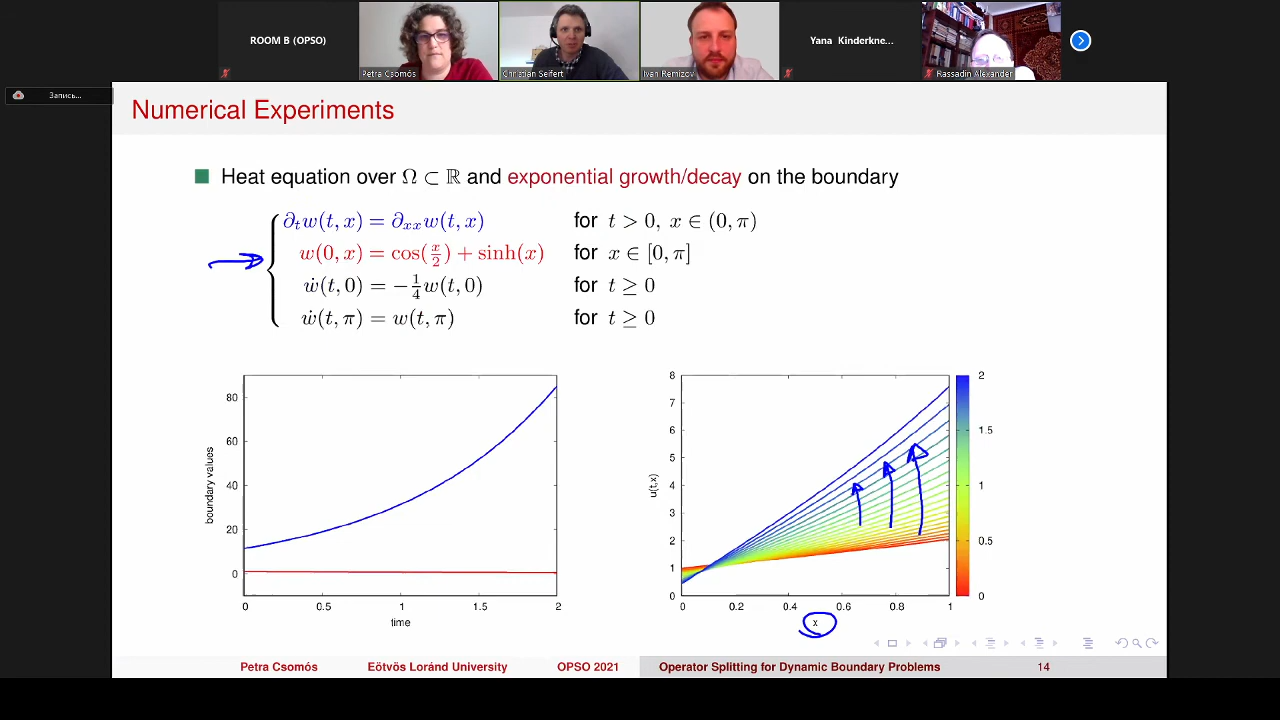 ROOM B (OPSO)
Petra Csomós
Christian Seifert
Ivan Remizov
Yana Kinderkne...
Rassadin Alexander
Запись...
Numerical Experiments
Heat equation over Ω ⊂ ℝ and exponential growth/decay on the boundary
∂ₜw(t, x) = ∂ₓₓw(t, x) for t > 0, x ∈ (0, π)
w(0, x) = cos(x/2) + sinh(x) for x ∈ [0, π]
ẇ(t, 0) = −1/4 w(t, 0) for t ≥ 0
ẇ(t, π) = w(t, π) for t ≥ 0
boundary values
80
60
40
20
0
0 0.5 1 1.5 2
time
u(t,x)
8
7
6
5
4
3
2
1
0
0 0.2 0.4 0.6 0.8 1
x
2
1.5
1
0.5
0
Petra Csomós Eötvös Loránd University OPSO 2021 Operator Splitting for Dynamic Boundary Problems 14